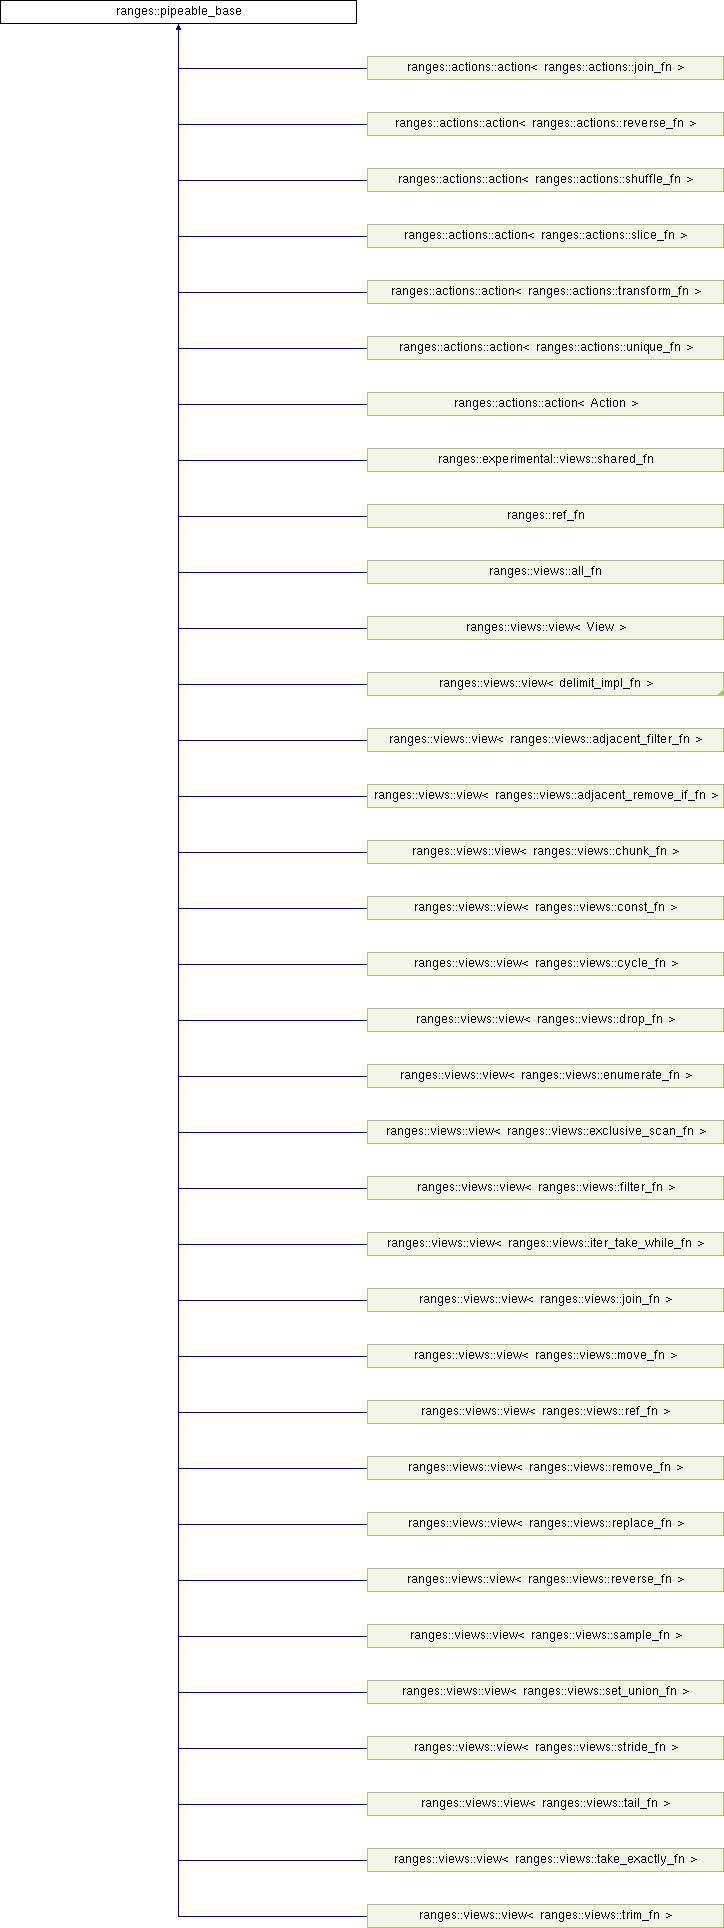 ranges::pipeable_base
ranges::actions::action< ranges::actions::join_fn >
ranges::actions::action< ranges::actions::reverse_fn >
ranges::actions::action< ranges::actions::shuffle_fn >
ranges::actions::action< ranges::actions::slice_fn >
ranges::actions::action< ranges::actions::transform_fn >
ranges::actions::action< ranges::actions::unique_fn >
ranges::actions::action< Action >
ranges::experimental::views::shared_fn
ranges::ref_fn
ranges::views::all_fn
ranges::views::view< View >
ranges::views::view< delimit_impl_fn >
ranges::views::view< ranges::views::adjacent_filter_fn >
ranges::views::view< ranges::views::adjacent_remove_if_fn >
ranges::views::view< ranges::views::chunk_fn >
ranges::views::view< ranges::views::const_fn >
ranges::views::view< ranges::views::cycle_fn >
ranges::views::view< ranges::views::drop_fn >
ranges::views::view< ranges::views::enumerate_fn >
ranges::views::view< ranges::views::exclusive_scan_fn >
ranges::views::view< ranges::views::filter_fn >
ranges::views::view< ranges::views::iter_take_while_fn >
ranges::views::view< ranges::views::join_fn >
ranges::views::view< ranges::views::move_fn >
ranges::views::view< ranges::views::ref_fn >
ranges::views::view< ranges::views::remove_fn >
ranges::views::view< ranges::views::replace_fn >
ranges::views::view< ranges::views::reverse_fn >
ranges::views::view< ranges::views::sample_fn >
ranges::views::view< ranges::views::set_union_fn >
ranges::views::view< ranges::views::stride_fn >
ranges::views::view< ranges::views::tail_fn >
ranges::views::view< ranges::views::take_exactly_fn >
ranges::views::view< ranges::views::trim_fn >